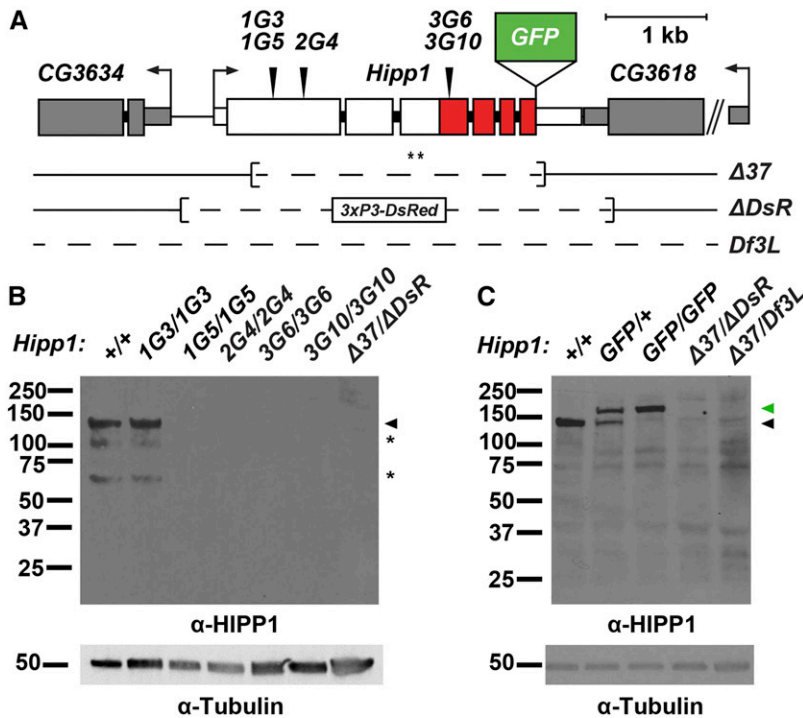 A
1G3
1G5 2G4
3G6
3G10
GFP
1 kb
CG3634
Hipp1
CG3618
**
Δ37
3xP3-DsRed
ΔDsR
Df3L
B
Hipp1:
+/+
1G3/1G3
1G5/1G5
2G4/2G4
3G6/3G6
3G10/3G10
Δ37/ΔDsR
250
150
100
*
75
*
50
37
25
α-HIPP1
50
α-Tubulin
C
Hipp1:
+/+
GFP/+
GFP/GFP
Δ37/ΔDsR
Δ37/Df3L
250
150
100
75
50
37
25
α-HIPP1
50
α-Tubulin